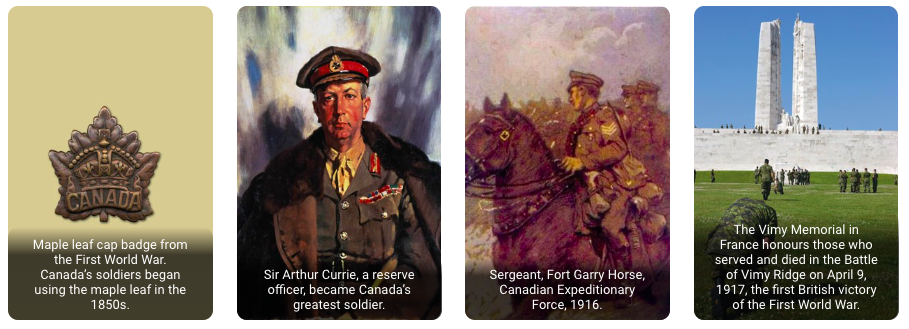 CANADA
Maple leaf cap badge from
the First World War.
Canada's soldiers began
using the maple leaf in the
1850s.
Sir Arthur Currie, a reserve
officer, became Canada's
greatest soldier.
Sergeant, Fort Garry Horse,
Canadian Expeditionary
Force, 1916.
The Vimy Memorial in
France honours those who
served and died in the Battle
of Vimy Ridge on April 9,
1917, the first British victory
of the First World War.